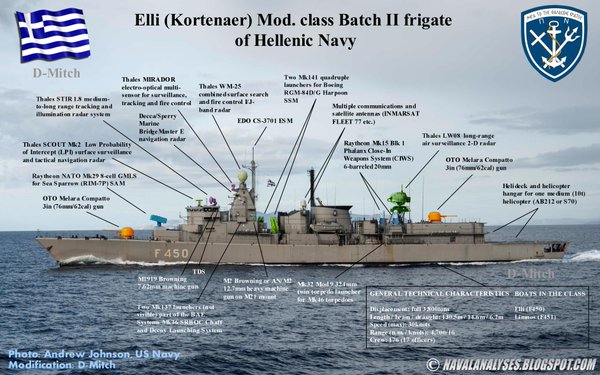 Elli (Kortenaer) Mod. class Batch II frigate
of Hellenic Navy
D-Mitch
Thales STIR 1.8 medium-
to-long range tracking and
illumination radar system
Thales MIRADOR
electro-optical multi-
sensor for surveillance,
tracking and fire control
Thales WM-25
combined surface search
and fire control I/J-
band radar
Two Mk141 quadruple
launchers for Boeing
RGM-84D/G Harpoon
SSM
Decca/Sperry
Marine
BridgeMaster E
navigation radar
EDO CS-3701 ESM
Multiple communications and
satellite antennas (INMARSAT
FLEET 77 etc.)
Thales SCOUT Mk2 Low Probability
of Intercept (LPI) surface surveillance
and tactical navigation radar
Raytheon Mk15 Blk 1
Phalanx Close-In
Weapons System (CIWS)
6-barreled 20mm
Thales LW08 long-range
air surveillance 2-D radar
Raytheon NATO Mk29 8-cell GMLS
for Sea Sparrow (RIM-7P) SAM
OTO Melara Compatto
3in (76mm/62cal) gun
OTO Melara Compatto
3in (76mm/62cal) gun
Helideck and helicopter
hangar for one medium (10t)
helicopter (AB212 or S70)
F 450
TDS
M1919 Browning
7.62mm machine gun
M2 Browning or AN/M2
12.7mm heavy machine
gun on M21 mount
Mk32 Mod 9 324mm
twin torpedo launcher
for Mk46 torpedoes
Two Mk137 launchers (not
visible) part of the BAE
Systems Mk36 SRBOC Chaff
and Decoy Launching System
D-Mitch
GENERAL TECHNICAL CHARACTERISTICS
BOATS IN THE CLASS
Displacement: full 3,800tons
Elli (F450)
Length / beam / draught: 130.5m / 14.6m / 6.2m
Limnos (F451)
Speed (max): 30knots
Range (n.m / knots): 4,700/16
Crew: 176 (17 officers)
Photo: Andrew Johnson, US Navy
Modification: D-Mitch
© NAVALANALYSES.BLOGSPOT.COM